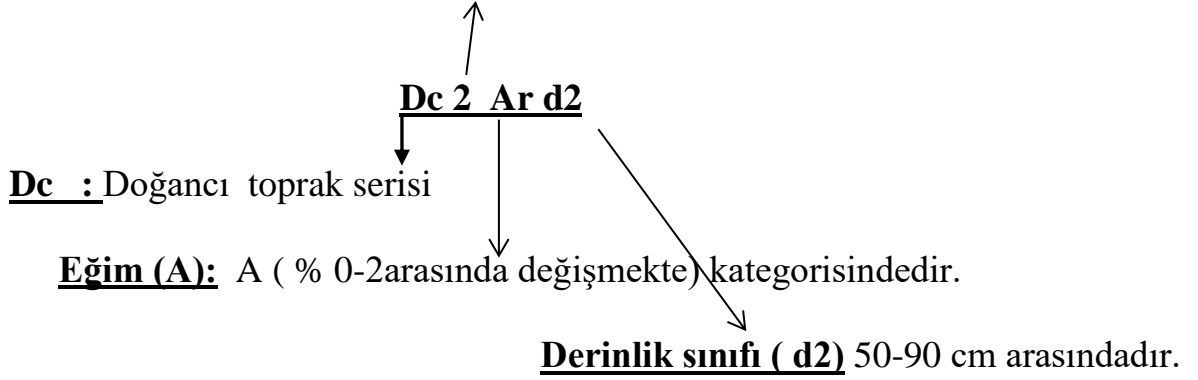 Dc 2 Ar d2
Dc : Doğancı toprak serisi
Eğim (A): A ( % 0-2arasında değişmekte) kategorisindedir.
Derinlik sınıfı ( d2) 50-90 cm arasındadır.